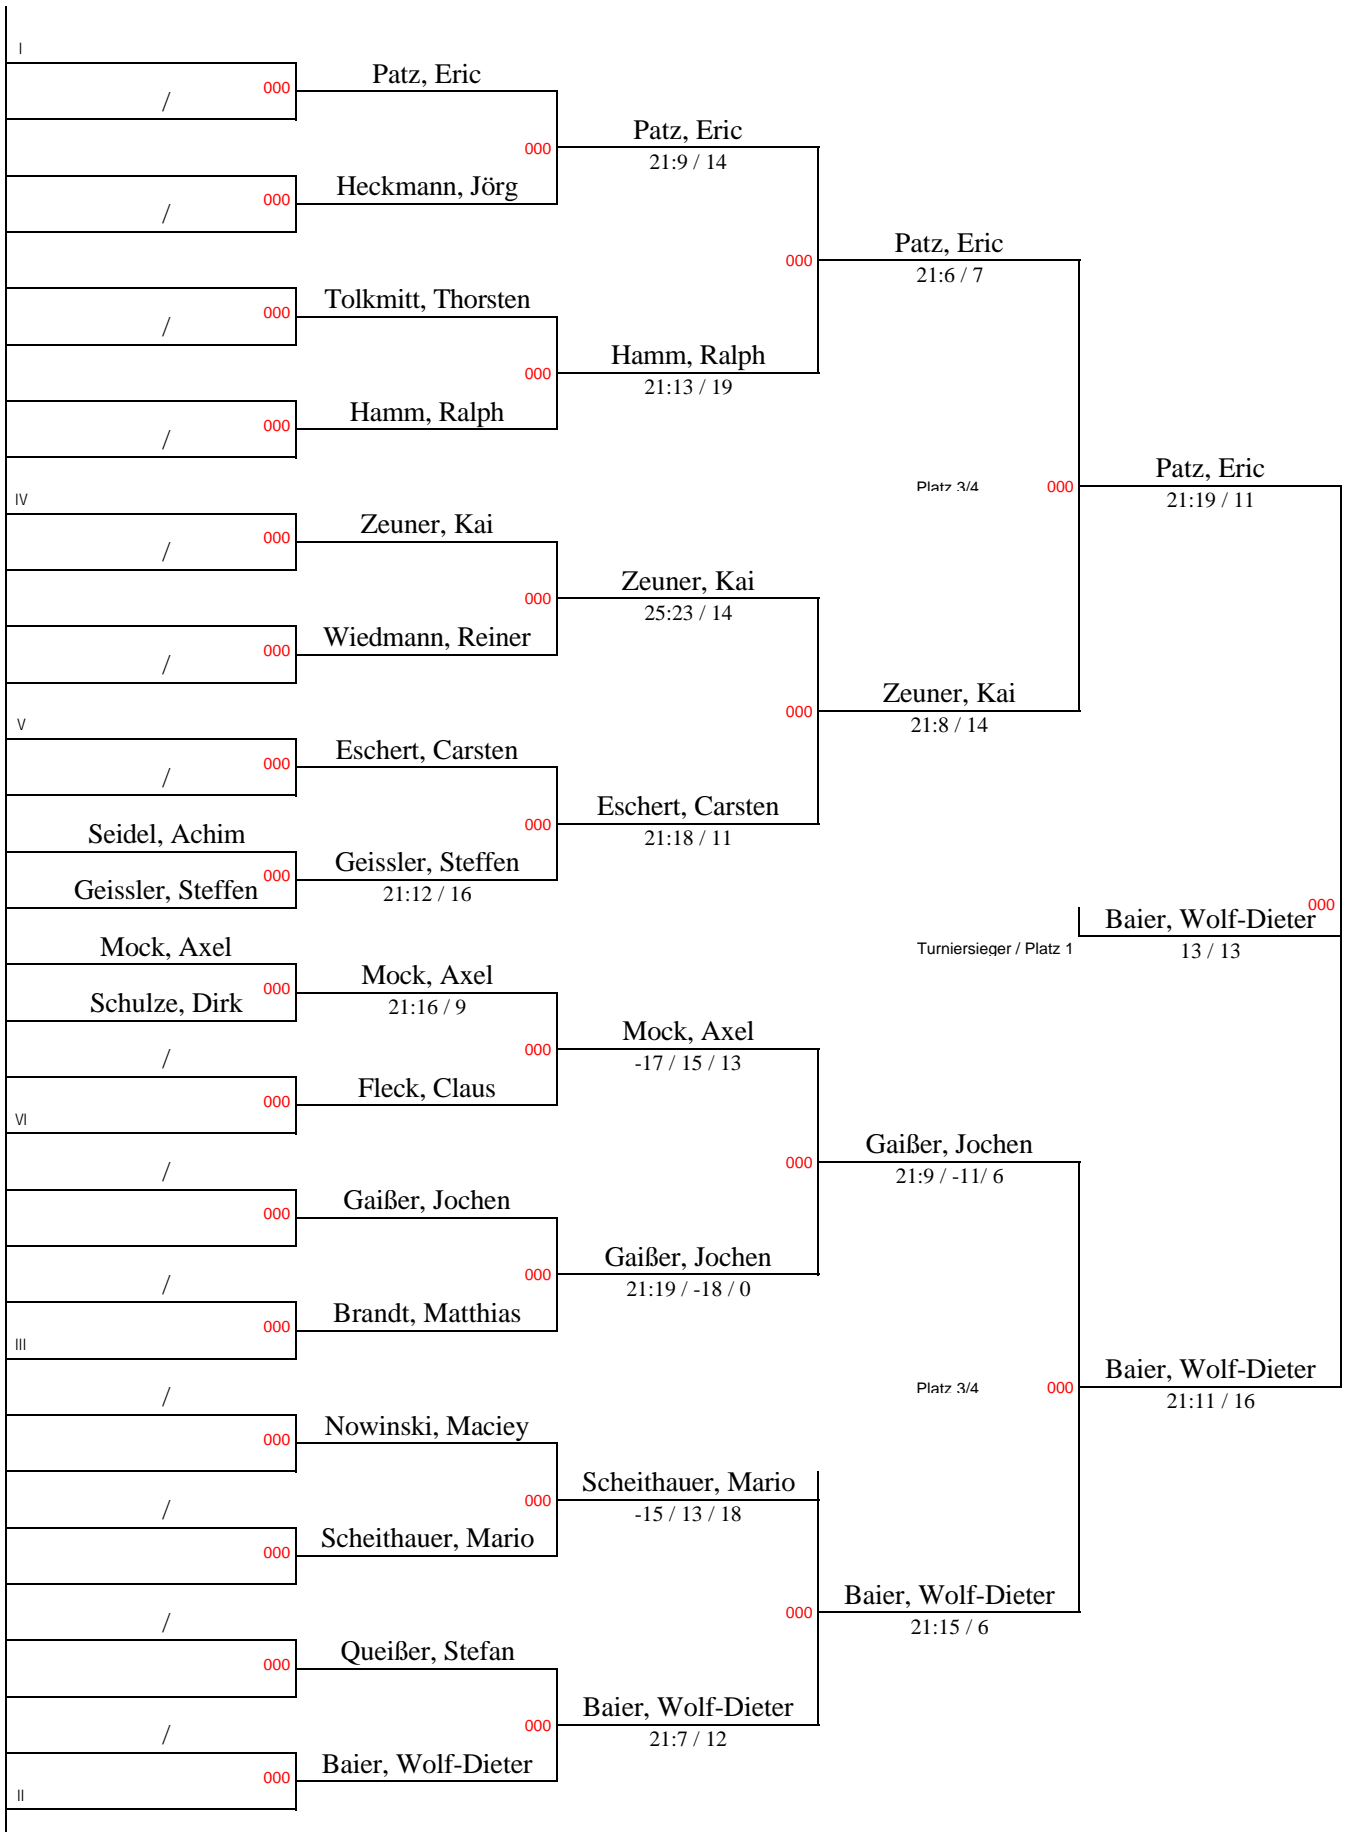 I
000
Patz, Eric
/
Patz, Eric
000
21:9 / 14
Heckmann, Jörg
000
/
Patz, Eric
000
21:6 / 7
Tolkmitt, Thorsten
000
/
Hamm, Ralph
000
21:13 / 19
Hamm, Ralph
000
/
Patz, Eric
Platz 3/4
000
21:19 / 11
IV
Zeuner, Kai
000
/
Zeuner, Kai
000
25:23 / 14
Wiedmann, Reiner
000
/
Zeuner, Kai
000
21:8 / 14
V
Eschert, Carsten
000
/
Eschert, Carsten
000
21:18 / 11
Seidel, Achim
Geissler, Steffen
000
Geissler, Steffen
21:12 / 16
000
Baier, Wolf-Dieter
Turniersieger / Platz 1
13 / 13
Mock, Axel
Mock, Axel
000
Schulze, Dirk
21:16 / 9
Mock, Axel
000
-17 / 15 / 13
/
Fleck, Claus
000
VI
Gaißer, Jochen
000
21:9 / -11/ 6
/
Gaißer, Jochen
000
Gaißer, Jochen
000
21:19 / -18 / 0
/
Brandt, Matthias
000
III
Baier, Wolf-Dieter
Platz 3/4
000
21:11 / 16
/
Nowinski, Maciey
000
Scheithauer, Mario
000
-15 / 13 / 18
/
Scheithauer, Mario
000
Baier, Wolf-Dieter
000
21:15 / 6
/
Queißer, Stefan
000
Baier, Wolf-Dieter
000
21:7 / 12
/
Baier, Wolf-Dieter
000
II